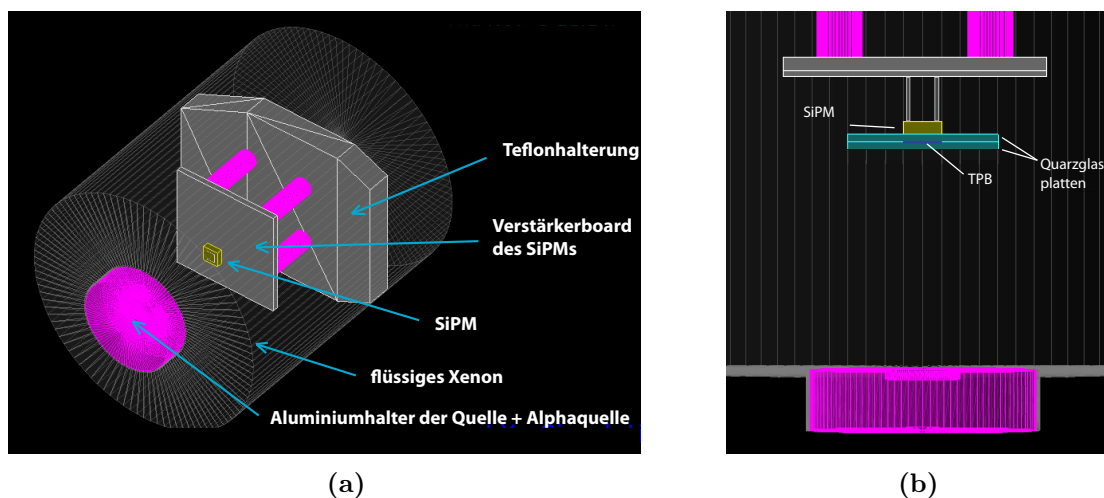 Teflonhalterung
Verstärkerboard
des SiPMs
SiPM
flüssiges Xenon
Aluminiumhalter der Quelle + Alphaquelle
(a)
SiPM
Quarzglas
platten
TPB
(b)